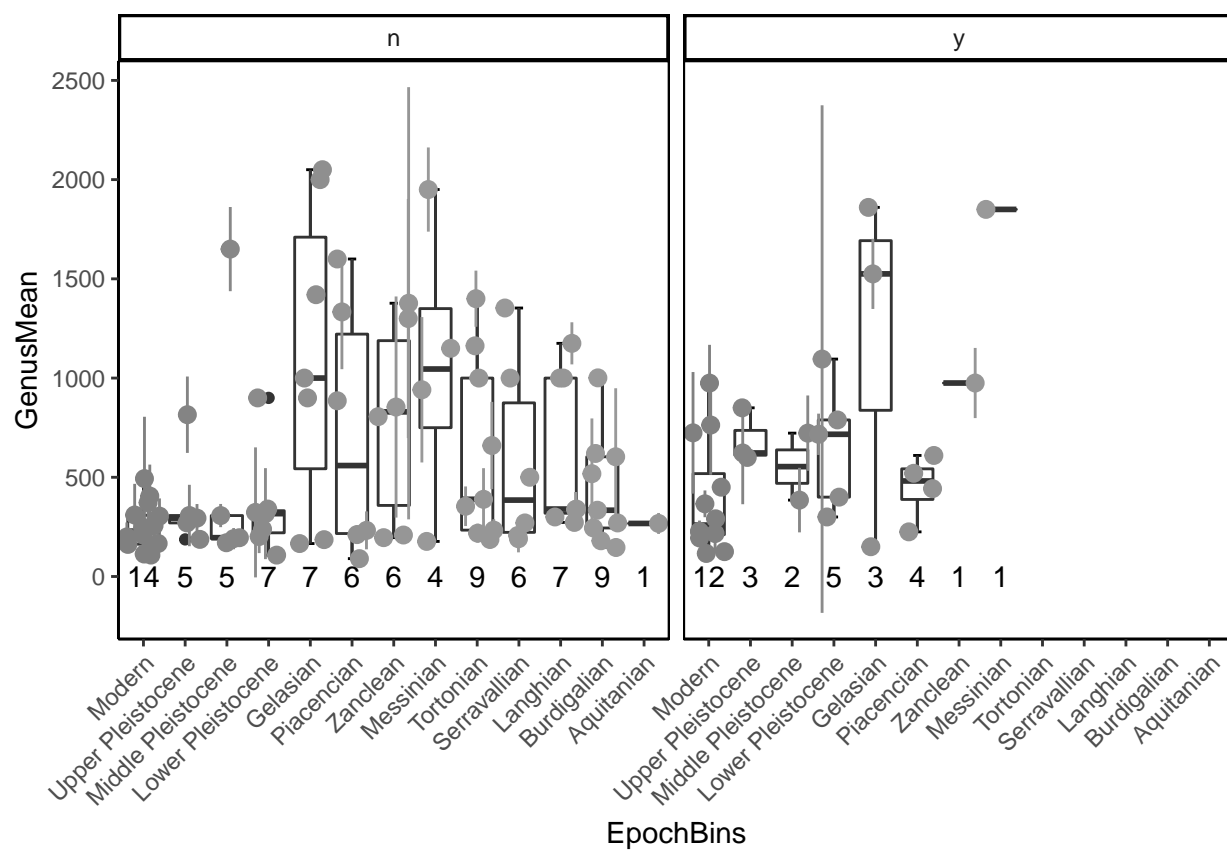 n y
GenusMean
2500
2000
1500
1000
500
0
14 5 5 7 7 6 6 4 9 6 7 9 1
12 3 2 5 3 4 1 1
Modern
Upper Pleistocene
Middle Pleistocene
Lower Pleistocene
Gelasian
Piacencian
Zanclean
Messinian
Tortonian
Serravallian
Langhian
Burdigalian
Aquitanian
Modern
Upper Pleistocene
Middle Pleistocene
Lower Pleistocene
Gelasian
Piacencian
Zanclean
Messinian
Tortonian
Serravallian
Langhian
Burdigalian
Aquitanian
EpochBins